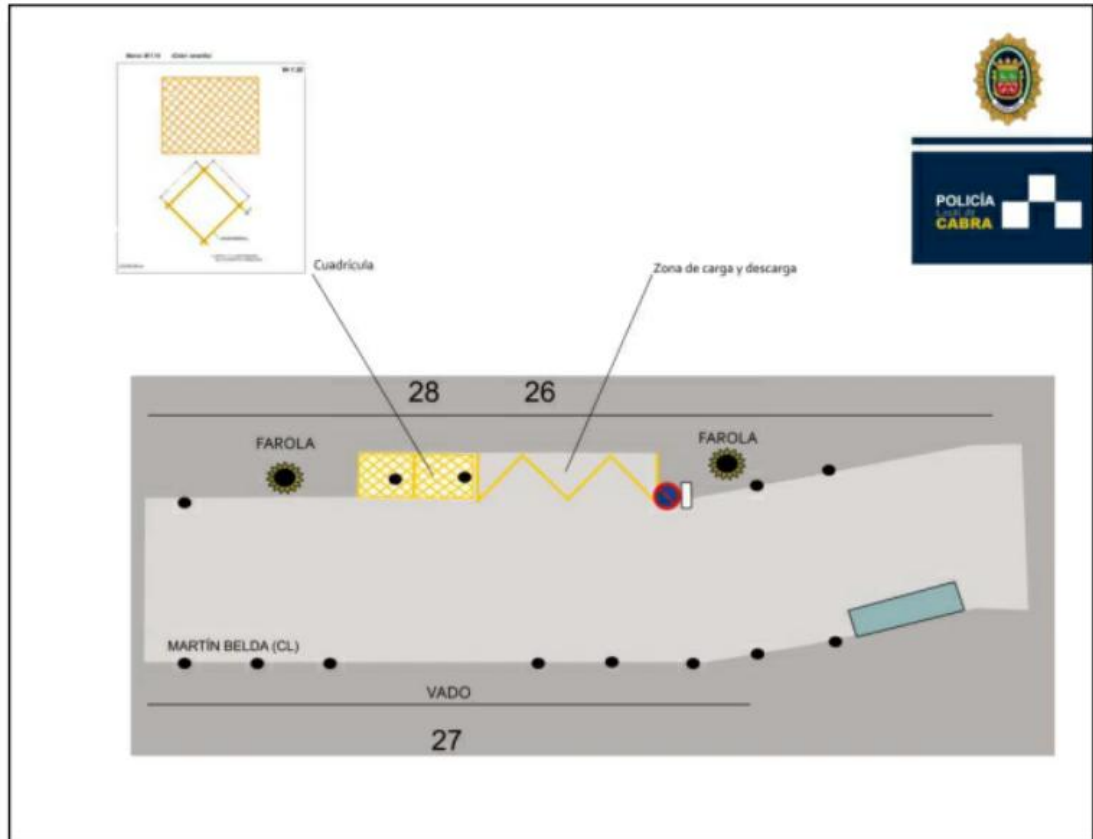 POLICÍA
CABRA
Cuadrícula
Zona de carga y descarga
28
26
FAROLA
FAROLA
MARTÍN BELDA (CL)
VADO
27